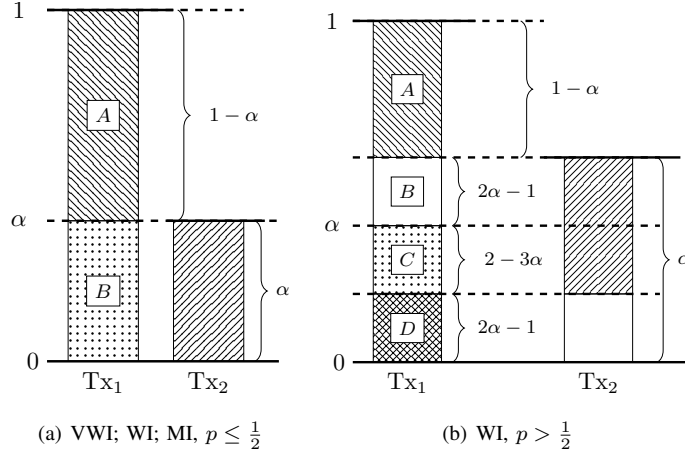 1
A
1 − α
α
B
α
0
Tx₁ Tx₂
(a) VWI; WI; MI, p ≤ 1/2
1
A
1 − α
B
2α − 1
α
C
2 − 3α
α
D
2α − 1
0
Tx₁ Tx₂
(b) WI, p > 1/2